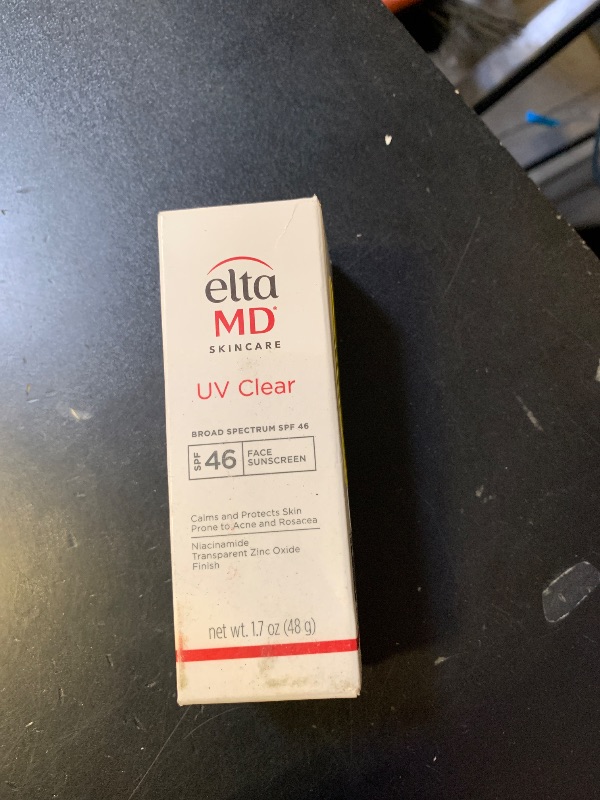 elta
MD
SKINCARE
UV Clear
BROAD SPECTRUM SPF 46
SPF 46 FACE
SUNSCREEN
Calms and Protects Skin
Prone to Acne and Rosacea
Niacinamide
Transparent Zinc Oxide
Finish
net wt. 1.7 oz (48 g)